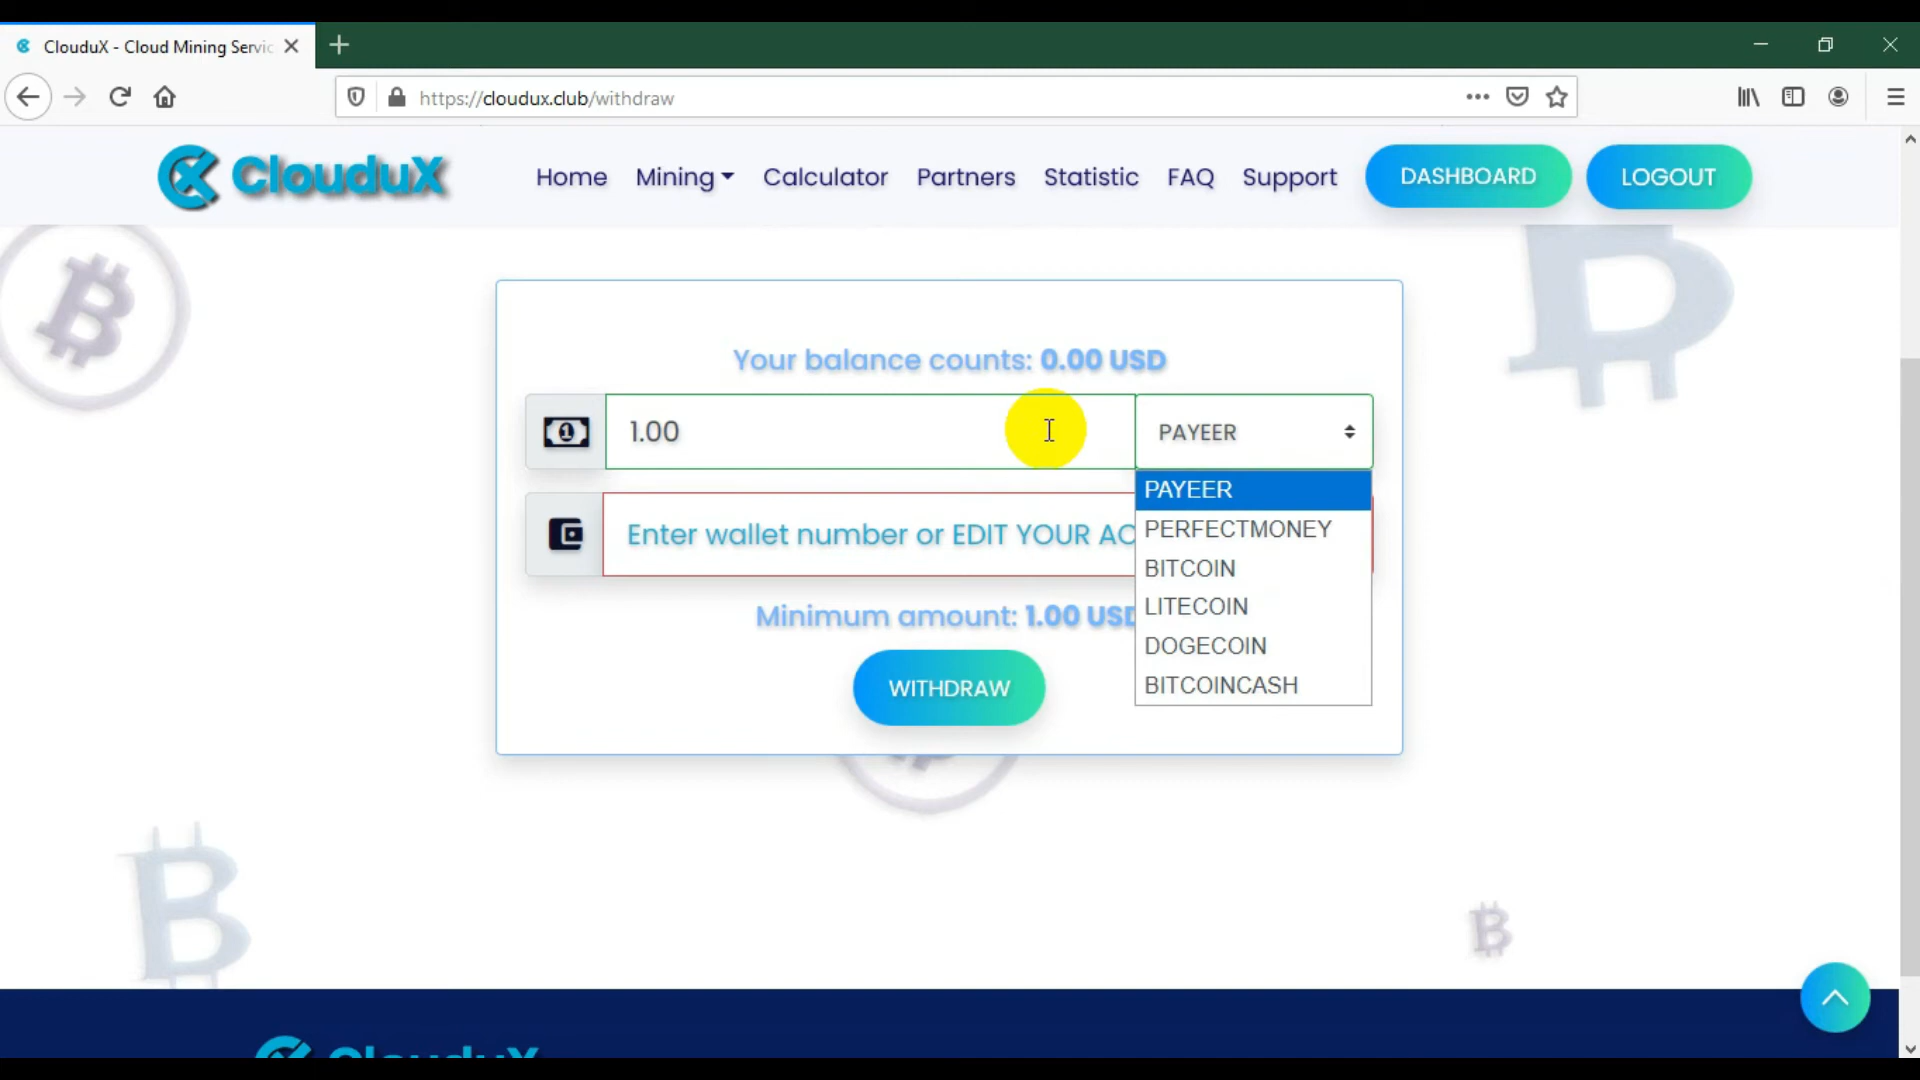 ClouduX - Cloud Mining Servic
https://cloudux.club/withdraw
ClouduX
Home
Mining
Calculator
Partners
Statistic
FAQ
Support
DASHBOARD
LOGOUT
Your balance counts: 0.00 USD
1.00
PAYEER
PAYEER
PERFECTMONEY
BITCOIN
LITECOIN
DOGECOIN
BITCOINCASH
Enter wallet number or EDIT YOUR AC
Minimum amount: 1.00 USD
WITHDRAW
ClouduX